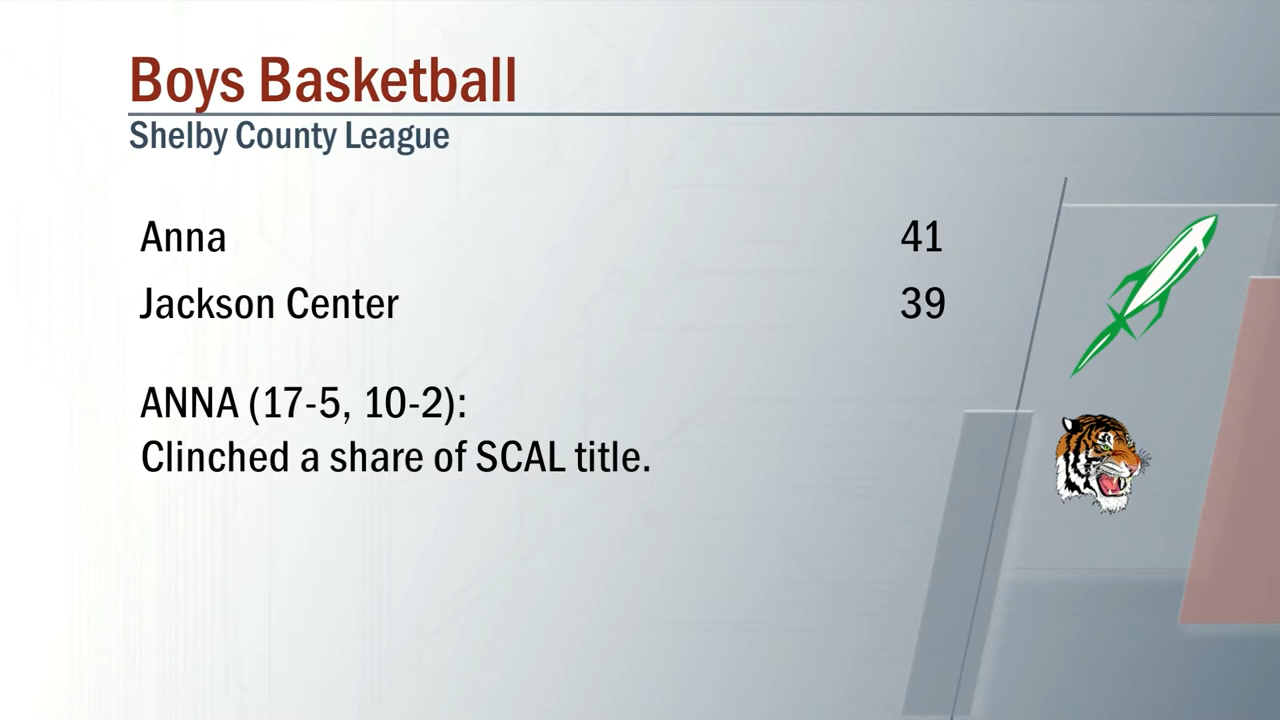 Boys Basketball
Shelby County League
Anna 41
Jackson Center 39
ANNA (17-5, 10-2):
Clinched a share of SCAL title.